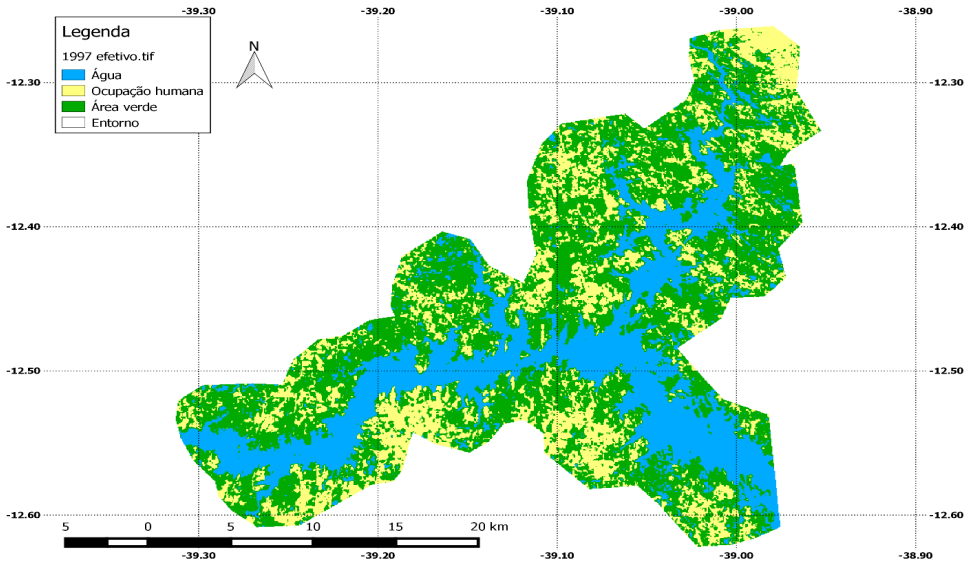 -39.30 -39.20 -39.10 -39.00 -38.90
Legenda
1997 efetivo.tif
Água
Ocupação humana
Área verde
Entorno
N
-12.30 -12.30
-12.40 -12.40
-12.50 -12.50
-12.60 -12.60
5 0 5 10 15 20 km
-39.30 -39.20 -39.10 -39.00 -38.90